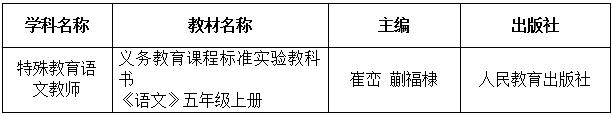 学科名称 教材名称 主编 出版社
特殊教育语文教师
义务教育课程标准实验教科书
《语文》五年级上册
崔峦 蒯福棣
人民教育出版社